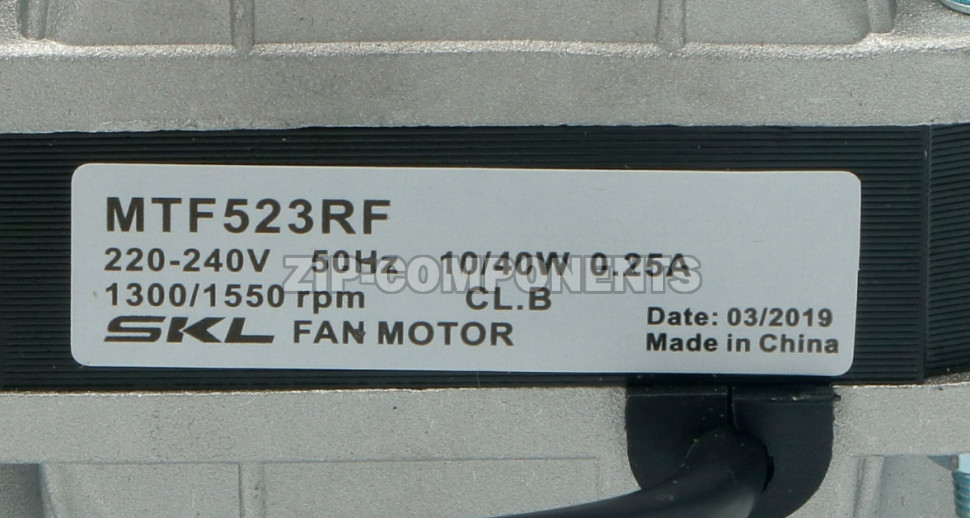 MTF523RF
220-240V 50Hz 10/40W 0.25A
ZIP-COMPONENTS
1300/1550 rpm CL.B
SKL FAN MOTOR
Date: 03/2019
Made in China